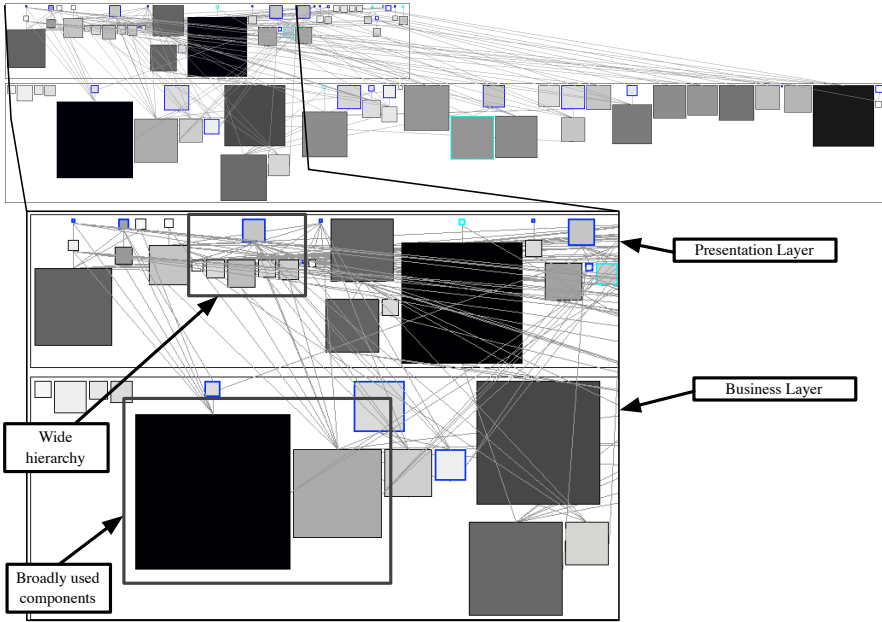 Presentation Layer
Business Layer
Wide
hierarchy
Broadly used
components